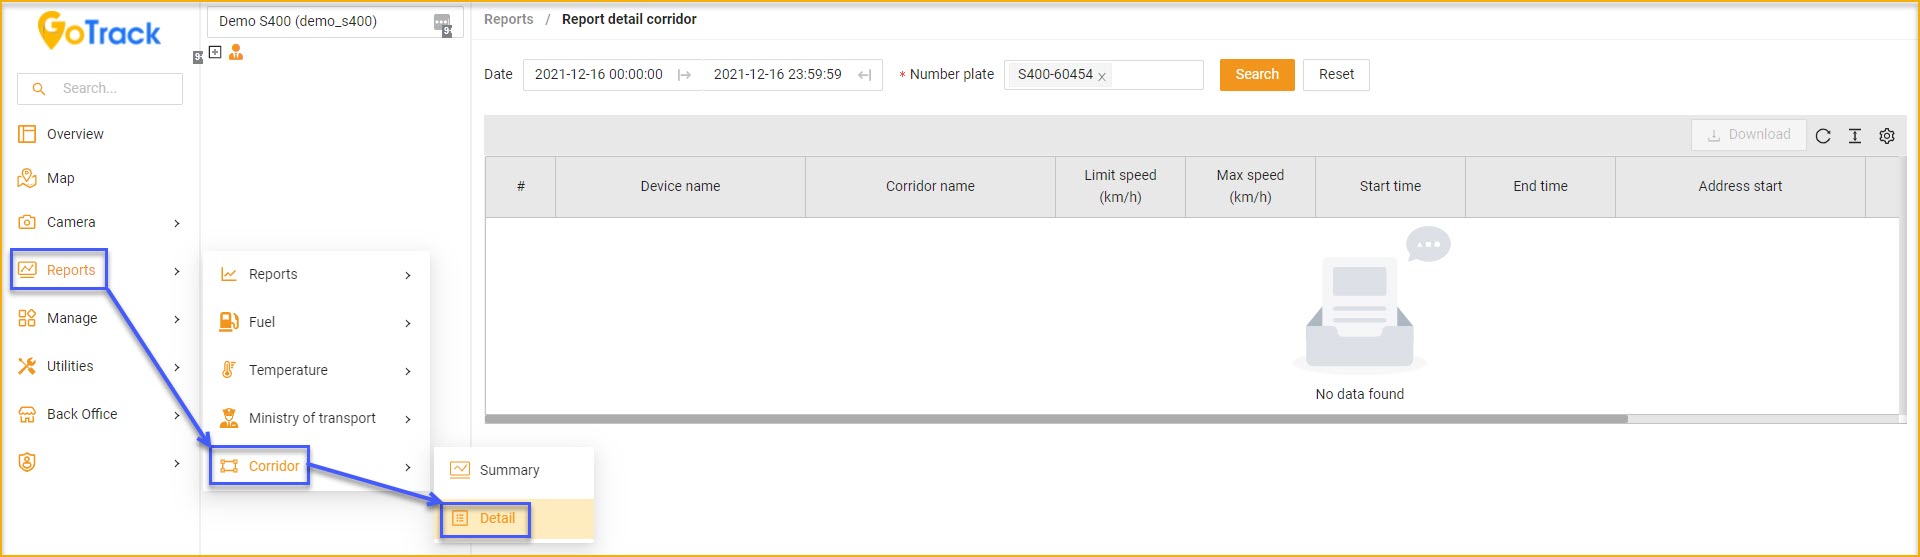 GoTrack
Search...
Overview
Map
Camera
Reports
Manage
Utilities
Back Office
Demo S400 (demo_s400)
Reports
Fuel
Temperature
Ministry of transport
Corridor
Summary
Detail
Reports / Report detail corridor
Date 2021-12-16 00:00:00 2021-12-16 23:59:59 * Number plate S400-60454 x Search Reset
Download
# Device name Corridor name Limit speed (km/h) Max speed (km/h) Start time End time Address start
No data found